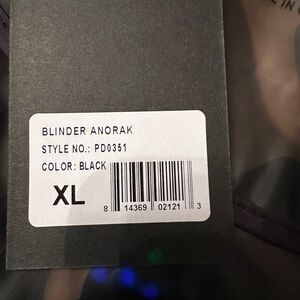 BLINDER ANORAK
STYLE NO.: PD0351
COLOR: BLACK
XL
8 14369 02121 3